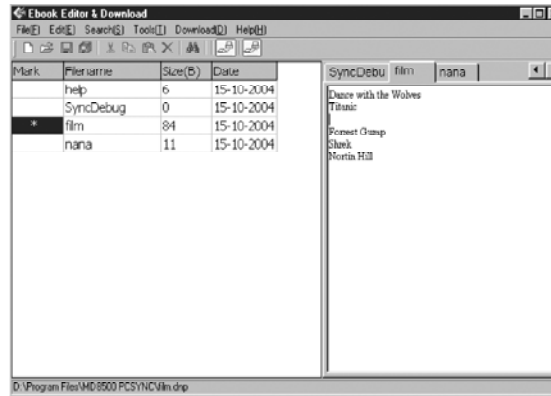 Ebook Editor & Download
File(F) Edit(E) Search(S) Tools(T) Download(D) Help(H)
Mark Filename Size(B) Date
help 6 15-10-2004
SyncDebug 0 15-10-2004
* film 84 15-10-2004
nana 11 15-10-2004
SyncDebu film nana
Dance with the Wolves
Titanic
Forrest Gump
Shrek
Nortin Hill
D:\Program Files\MD8500 PCSYNC\film.dnp